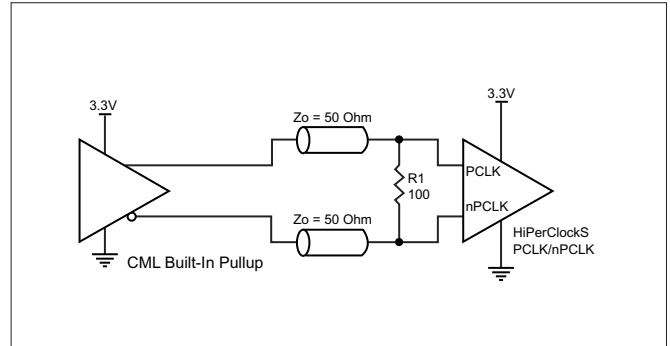 3.3V
Zo = 50 Ohm
3.3V
R1
100
PCLK
nPCLK
Zo = 50 Ohm
HiPerClockS
PCLK/nPCLK
CML Built-In Pullup